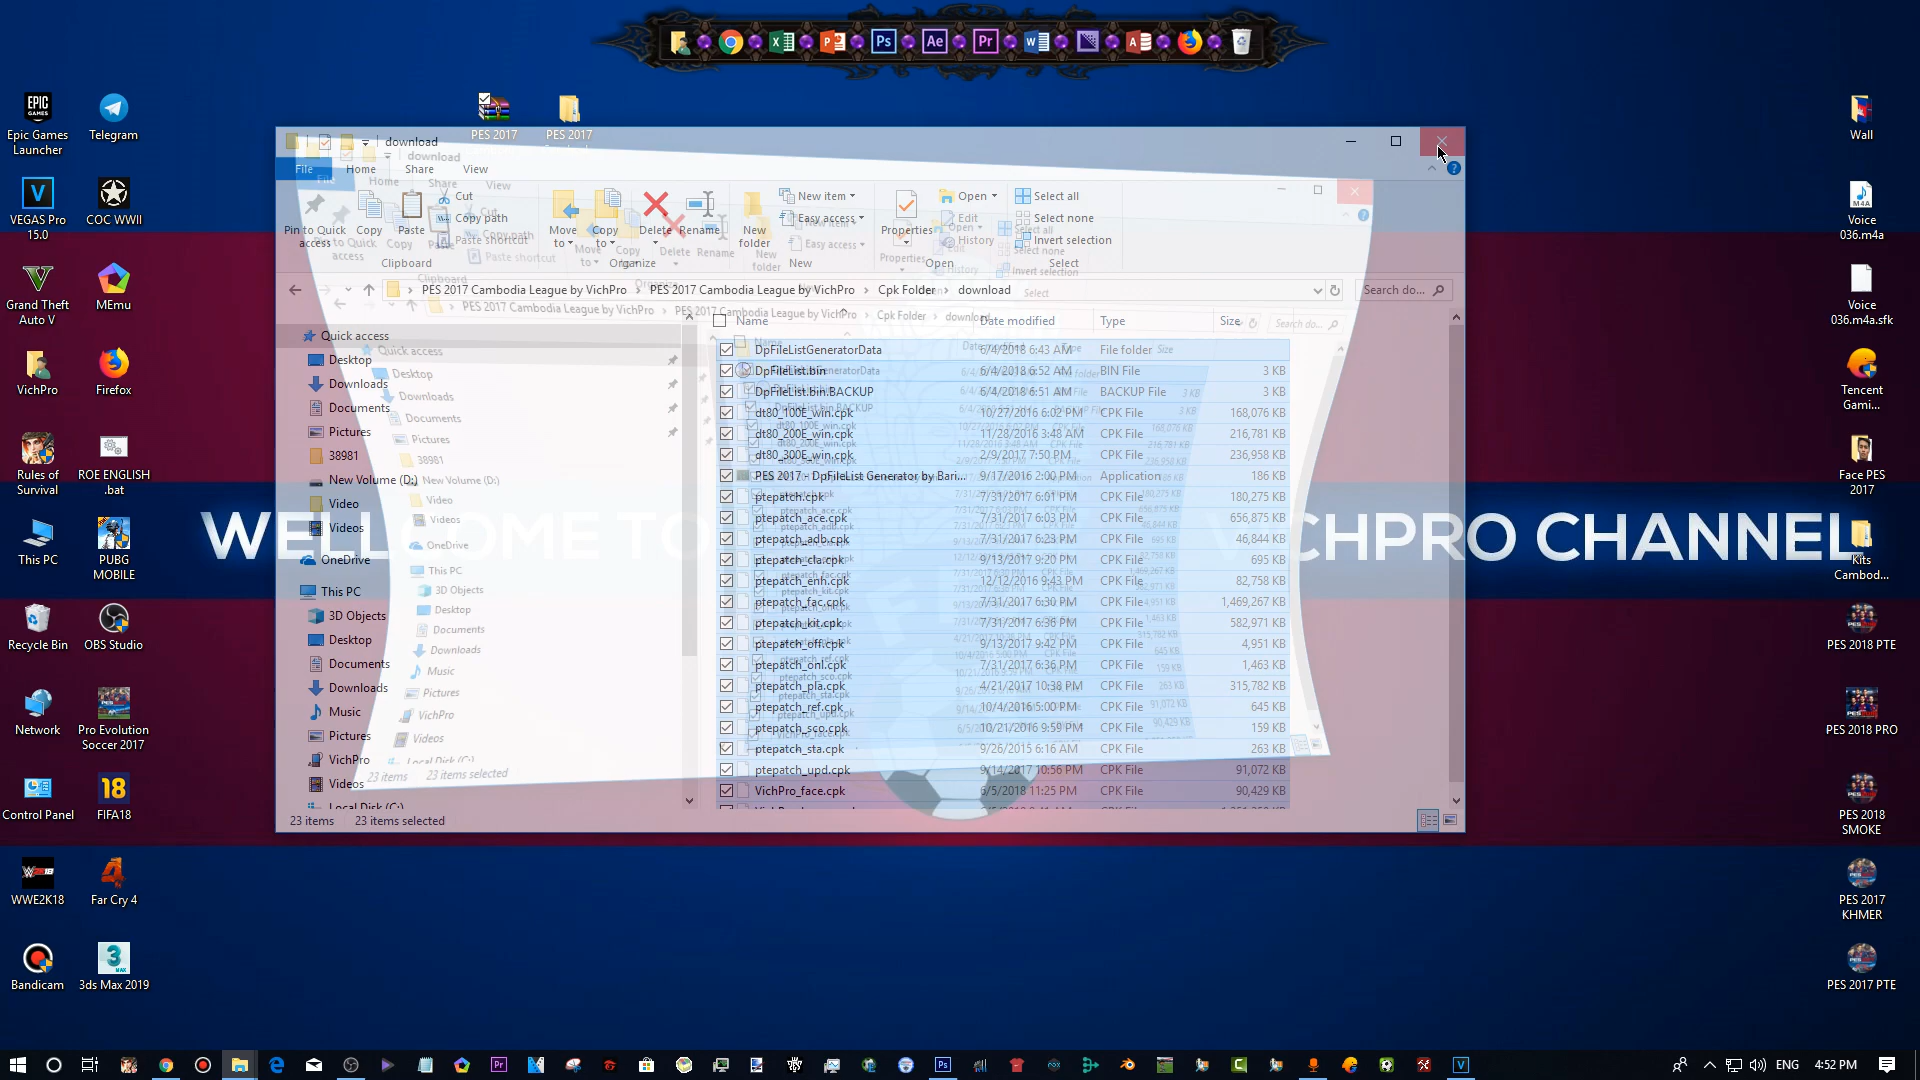 Ps
Ae
Pr
EPIC GAMES
Epic Games Launcher
Telegram
VEGAS Pro 15.0
COC WWII
Grand Theft Auto V
MEmu
VichPro
Firefox
Rules of Survival
ROE ENGLISH .bat
This PC
PUBG MOBILE
Recycle Bin
OBS Studio
Network
Pro Evolution Soccer 2017
Control Panel
FIFA18
WWE2K18
Far Cry 4
Bandicam
3ds Max 2019
PES 2017
PES 2017
Wall
Voice 036.m4a
Voice 036.m4a.sfk
Tencent Gami...
Face PES 2017
Kits Cambod...
PES 2018 PTE
PES 2018 PRO
PES 2018 SMOKE
PES 2017 KHMER
PES 2017 PTE
WELLCOME TO
VICHPRO CHANNEL
download
File Home Share View
Pin to Quick access
Copy
Paste
Cut
Copy path
Paste shortcut
Clipboard
Move to
Copy to
Delete
Rename
Organize
New folder
New item
Easy access
New
Properties
Open
Edit
History
Open
Select all
Select none
Invert selection
Select
PES 2017 Cambodia League by VichPro › PES 2017 Cambodia League by VichPro › Cpk Folder › download
Search do...
Quick access
Desktop
Downloads
Documents
Pictures
38981
New Volume (D:)
Video
Videos
OneDrive
This PC
3D Objects
Desktop
Documents
Downloads
Music
Pictures
VichPro
Videos
Local Disk (C:)
Name Date modified Type Size
DpFileListGeneratorData 6/4/2018 6:43 AM File folder
DpFileList.bin 6/4/2018 6:52 AM BIN File 3 KB
DpFileList.bin.BACKUP 6/4/2018 6:51 AM BACKUP File 3 KB
dt80_100E_win.cpk 10/27/2016 6:02 PM CPK File 168,076 KB
dt80_200E_win.cpk 11/28/2016 3:48 AM CPK File 216,781 KB
dt80_300E_win.cpk 2/9/2017 7:50 PM CPK File 236,958 KB
PES 2017 - DpFileList Generator by Bari... 9/17/2016 2:00 PM Application 186 KB
ptepatch.cpk 7/31/2017 6:01 PM CPK File 180,275 KB
ptepatch_ace.cpk 7/31/2017 6:03 PM CPK File 656,875 KB
ptepatch_adb.cpk 7/31/2017 6:23 PM CPK File 46,844 KB
ptepatch_cla.cpk 9/13/2017 9:20 PM CPK File 695 KB
ptepatch_enh.cpk 12/12/2016 9:43 PM CPK File 82,758 KB
ptepatch_fac.cpk 7/31/2017 6:30 PM CPK File 1,469,267 KB
ptepatch_kit.cpk 7/31/2017 6:36 PM CPK File 582,971 KB
ptepatch_off.cpk 9/13/2017 9:42 PM CPK File 4,951 KB
ptepatch_onl.cpk 7/31/2017 6:36 PM CPK File 1,463 KB
ptepatch_pla.cpk 4/21/2017 10:38 PM CPK File 315,782 KB
ptepatch_ref.cpk 10/4/2016 5:00 PM CPK File 645 KB
ptepatch_sco.cpk 10/21/2016 9:59 PM CPK File 159 KB
ptepatch_sta.cpk 9/26/2015 6:16 AM CPK File 263 KB
ptepatch_upd.cpk 9/14/2017 10:56 PM CPK File 91,072 KB
VichPro_face.cpk 6/5/2018 11:25 PM CPK File 90,429 KB
23 items 23 items selected
ENG
4:52 PM